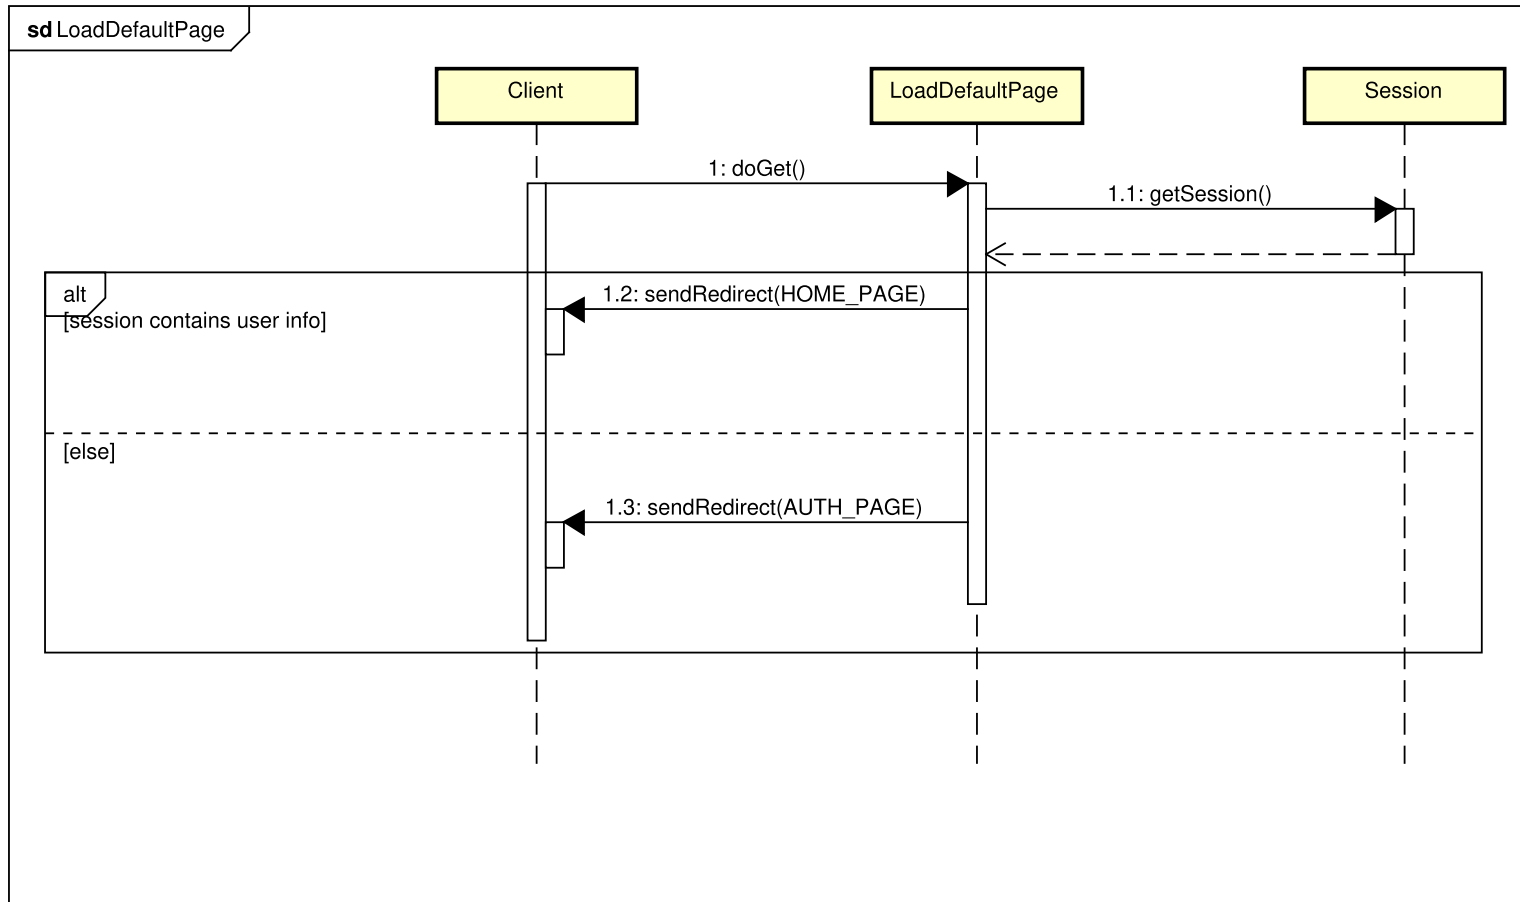 sd LoadDefaultPage
Client
LoadDefaultPage
Session
1: doGet()
1.1: getSession()
alt
1.2: sendRedirect(HOME_PAGE)
[session contains user info]
[else]
1.3: sendRedirect(AUTH_PAGE)